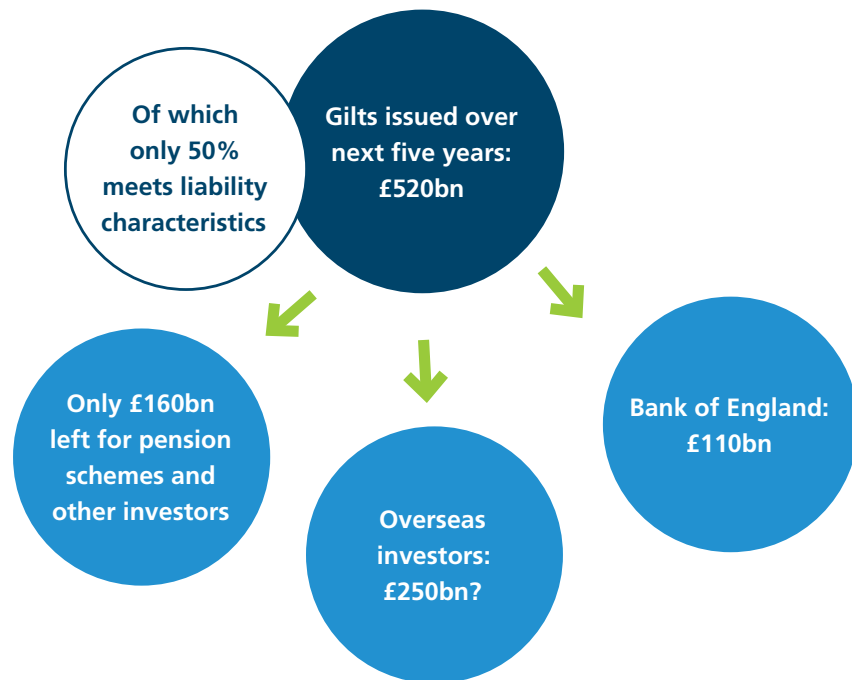 Of which
only 50%
meets liability
characteristics
Gilts issued over
next five years:
£520bn
Only £160bn
left for pension
schemes and
other investors
Overseas
investors:
£250bn?
Bank of England:
£110bn